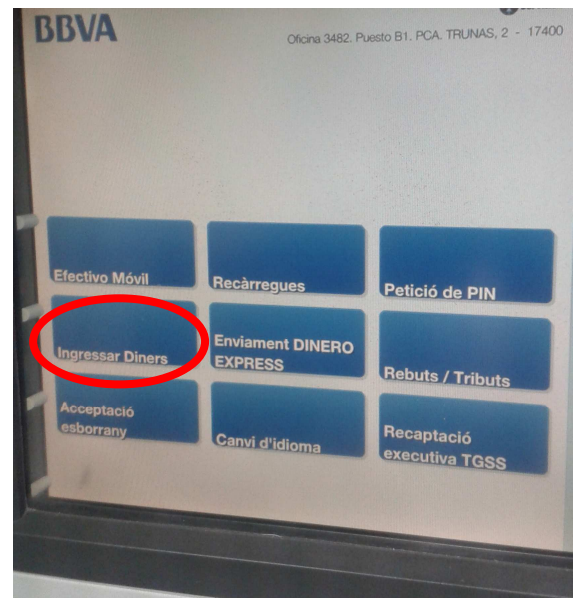 BBVA
Oficina 3482. Puesto B1. PCA. TRUNAS, 2 - 17400
Efectivo Móvil
Recàrregues
Petició de PIN
Ingressar Diners
Enviament DINERO
EXPRESS
Rebuts / Tributs
Acceptació
esborrany
Canvi d'idioma
Recaptació
executiva TGSS